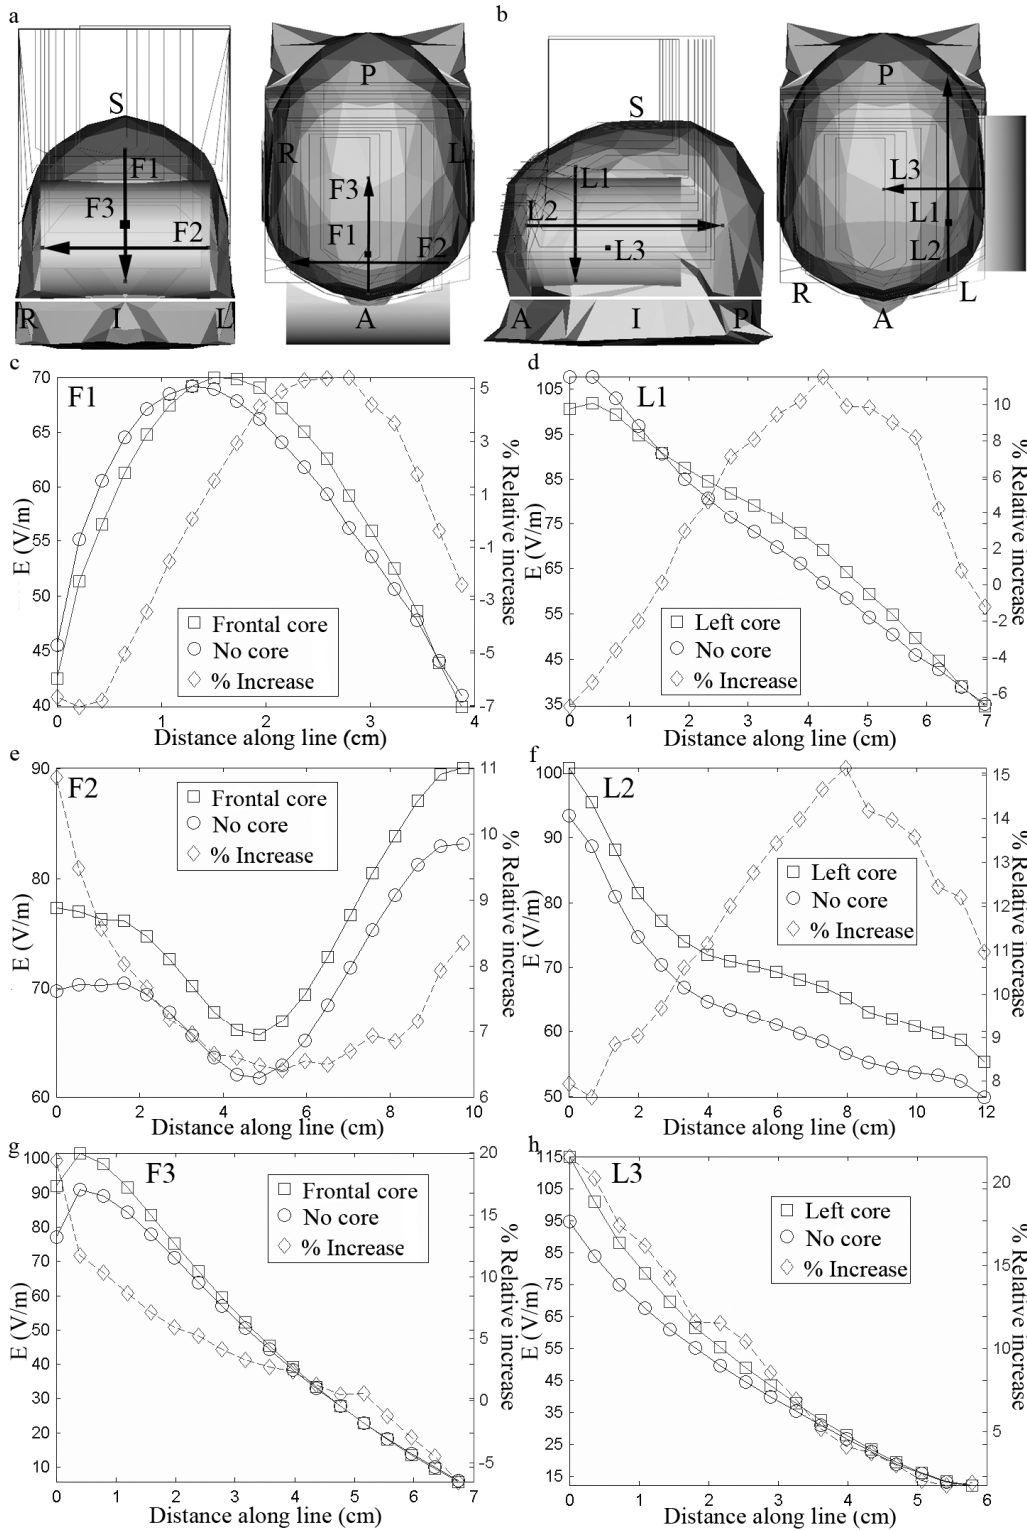 a
b
S
F1
F3
F2
R
I
L
P
R
L
F3
F1
F2
A
S
L1
L2
L3
A
I
P
P
L3
L1
L2
R
L
A
c
F1
70
65
60
55
50
45
40
E (V/m)
5
3
1
-1
-3
-5
-7
% Relative increase
Frontal core
No core
% Increase
0
1
2
3
4
Distance along line (cm)
d
L1
105
95
85
75
65
55
45
35
E (V/m)
10
8
6
4
2
0
-2
-4
-6
% Relative increase
Left core
No core
% Increase
0
1
2
3
4
5
6
7
Distance along line (cm)
e
F2
90
80
70
60
E (V/m)
11
10
9
8
7
6
% Relative increase
Frontal core
No core
% Increase
0
2
4
6
8
10
Distance along line (cm)
f
L2
100
90
80
70
60
50
E (V/m)
15
14
13
12
11
10
9
8
% Relative increase
Left core
No core
% Increase
0
2
4
6
8
10
12
Distance along line (cm)
g
F3
100
90
80
70
60
50
40
30
20
10
E (V/m)
20
15
10
5
0
-5
% Relative increase
Frontal core
No core
% Increase
0
1
2
3
4
5
6
7
Distance along line (cm)
h
L3
115
105
95
85
75
65
55
45
35
25
15
E (V/m)
20
15
10
5
% Relative increase
Left core
No core
% Increase
0
1
2
3
4
5
6
Distance along line (cm)